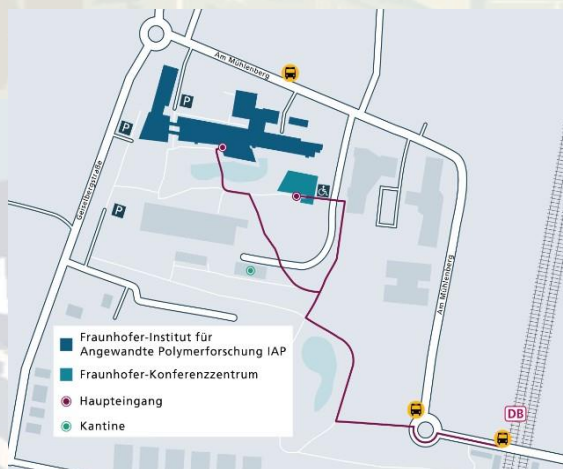 Am Mühlenberg
P
P
Geiselbergstraße
P
Am Mühlenberg
Fraunhofer-Institut für
Angewandte Polymerforschung IAP
Fraunhofer-Konferenzzentrum
Haupteingang
Kantine
DB